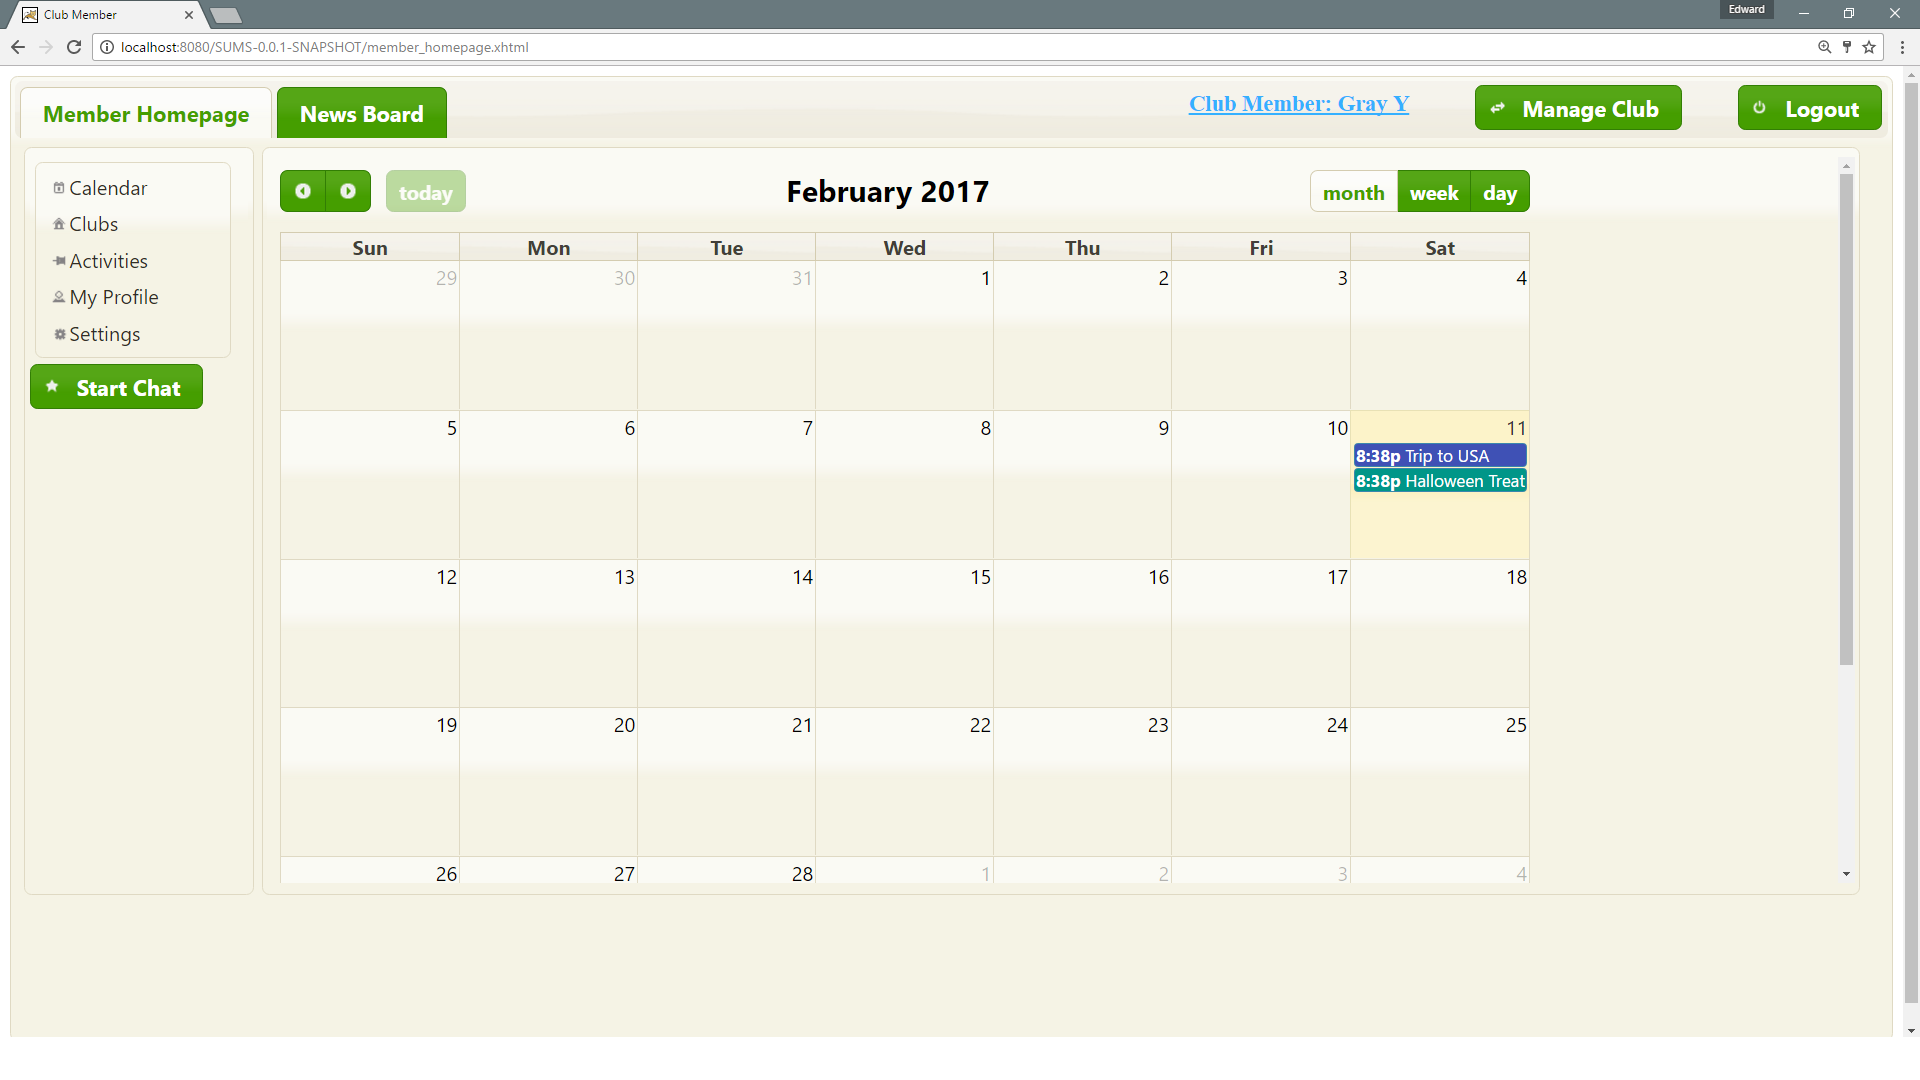 Club Member
Edward
localhost:8080/SUMS-0.0.1-SNAPSHOT/member_homepage.xhtml
Member Homepage News Board Club Member: Gray Y Manage Club Logout
Calendar
Clubs
Activities
My Profile
Settings
Start Chat
today February 2017 month week day
Sun Mon Tue Wed Thu Fri Sat
29 30 31 1 2 3 4
5 6 7 8 9 10 11
8:38p Trip to USA
8:38p Halloween Treat
12 13 14 15 16 17 18
19 20 21 22 23 24 25
26 27 28 1 2 3 4